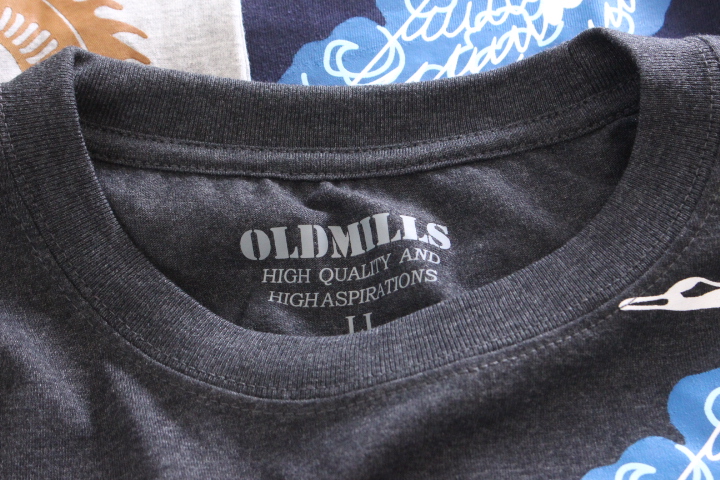 OLDMILLS
HIGH QUALITY AND
HIGH ASPIRATIONS
LL